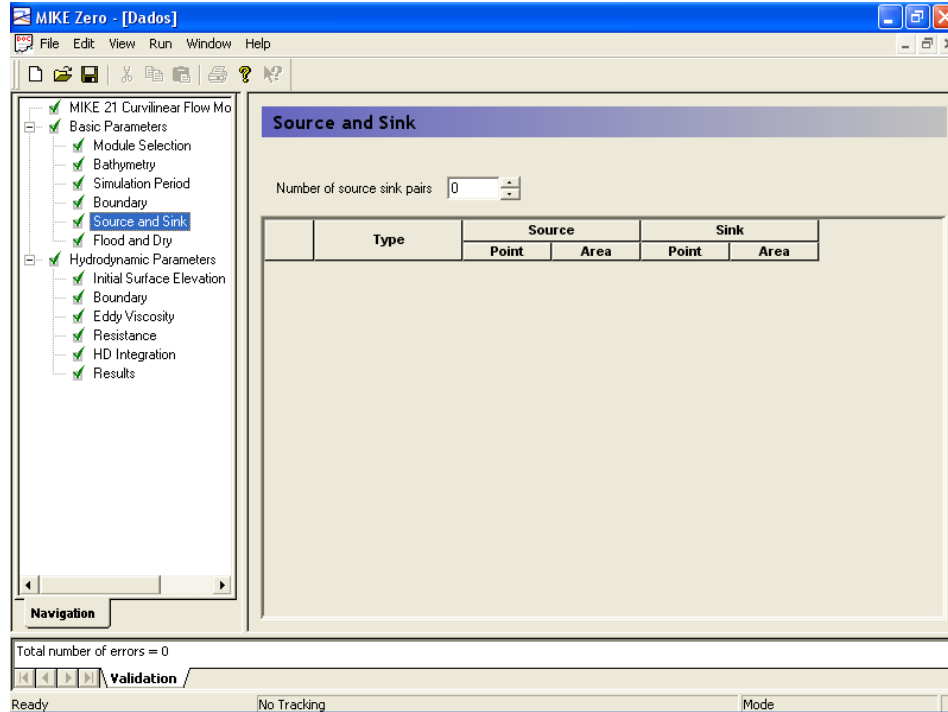 MIKE Zero - [Dados]
File Edit View Run Window Help
MIKE 21 Curvilinear Flow Mo
Basic Parameters
Module Selection
Bathymetry
Simulation Period
Boundary
Source and Sink
Flood and Dry
Hydrodynamic Parameters
Initial Surface Elevation
Boundary
Eddy Viscosity
Resistance
HD Integration
Results
Navigation
Source and Sink
Number of source sink pairs 0
Type Source Sink
Point Area Point Area
Total number of errors = 0
Validation
Ready No Tracking Mode